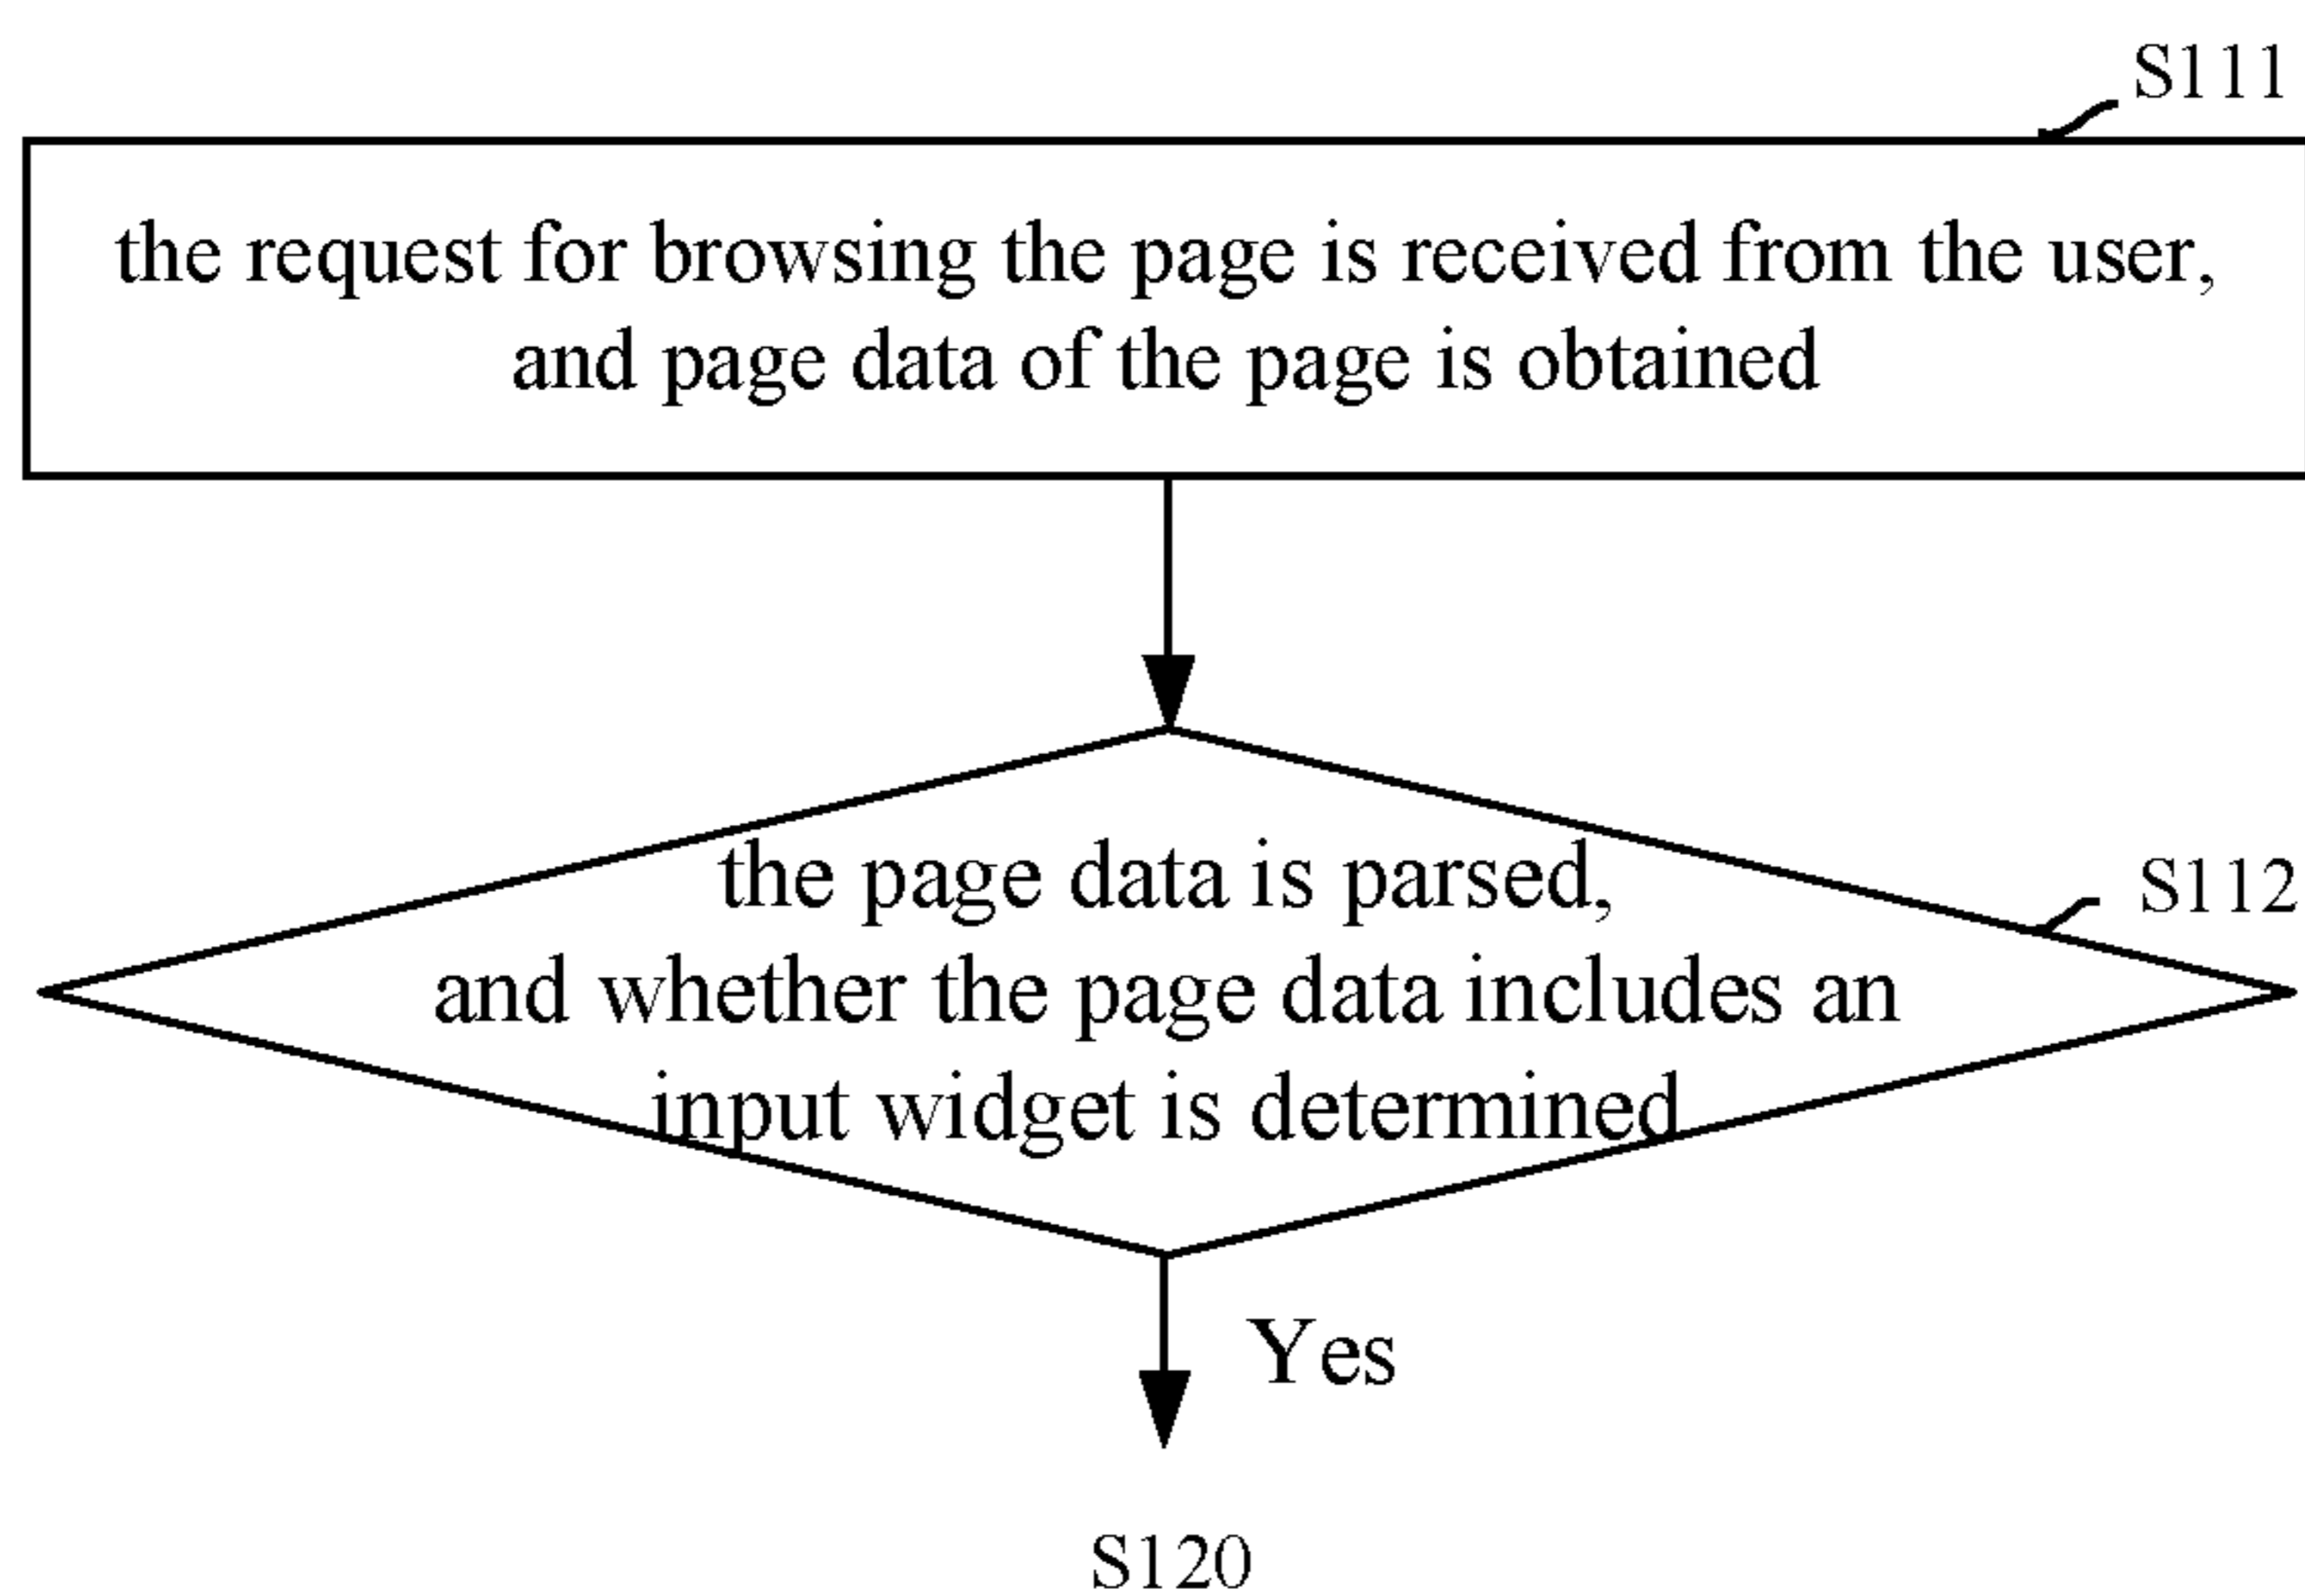 S111
the request for browsing the page is received from the user,
and page data of the page is obtained
the page data is parsed,
S112
and whether the page data includes an
input widget is determined
Yes
S120